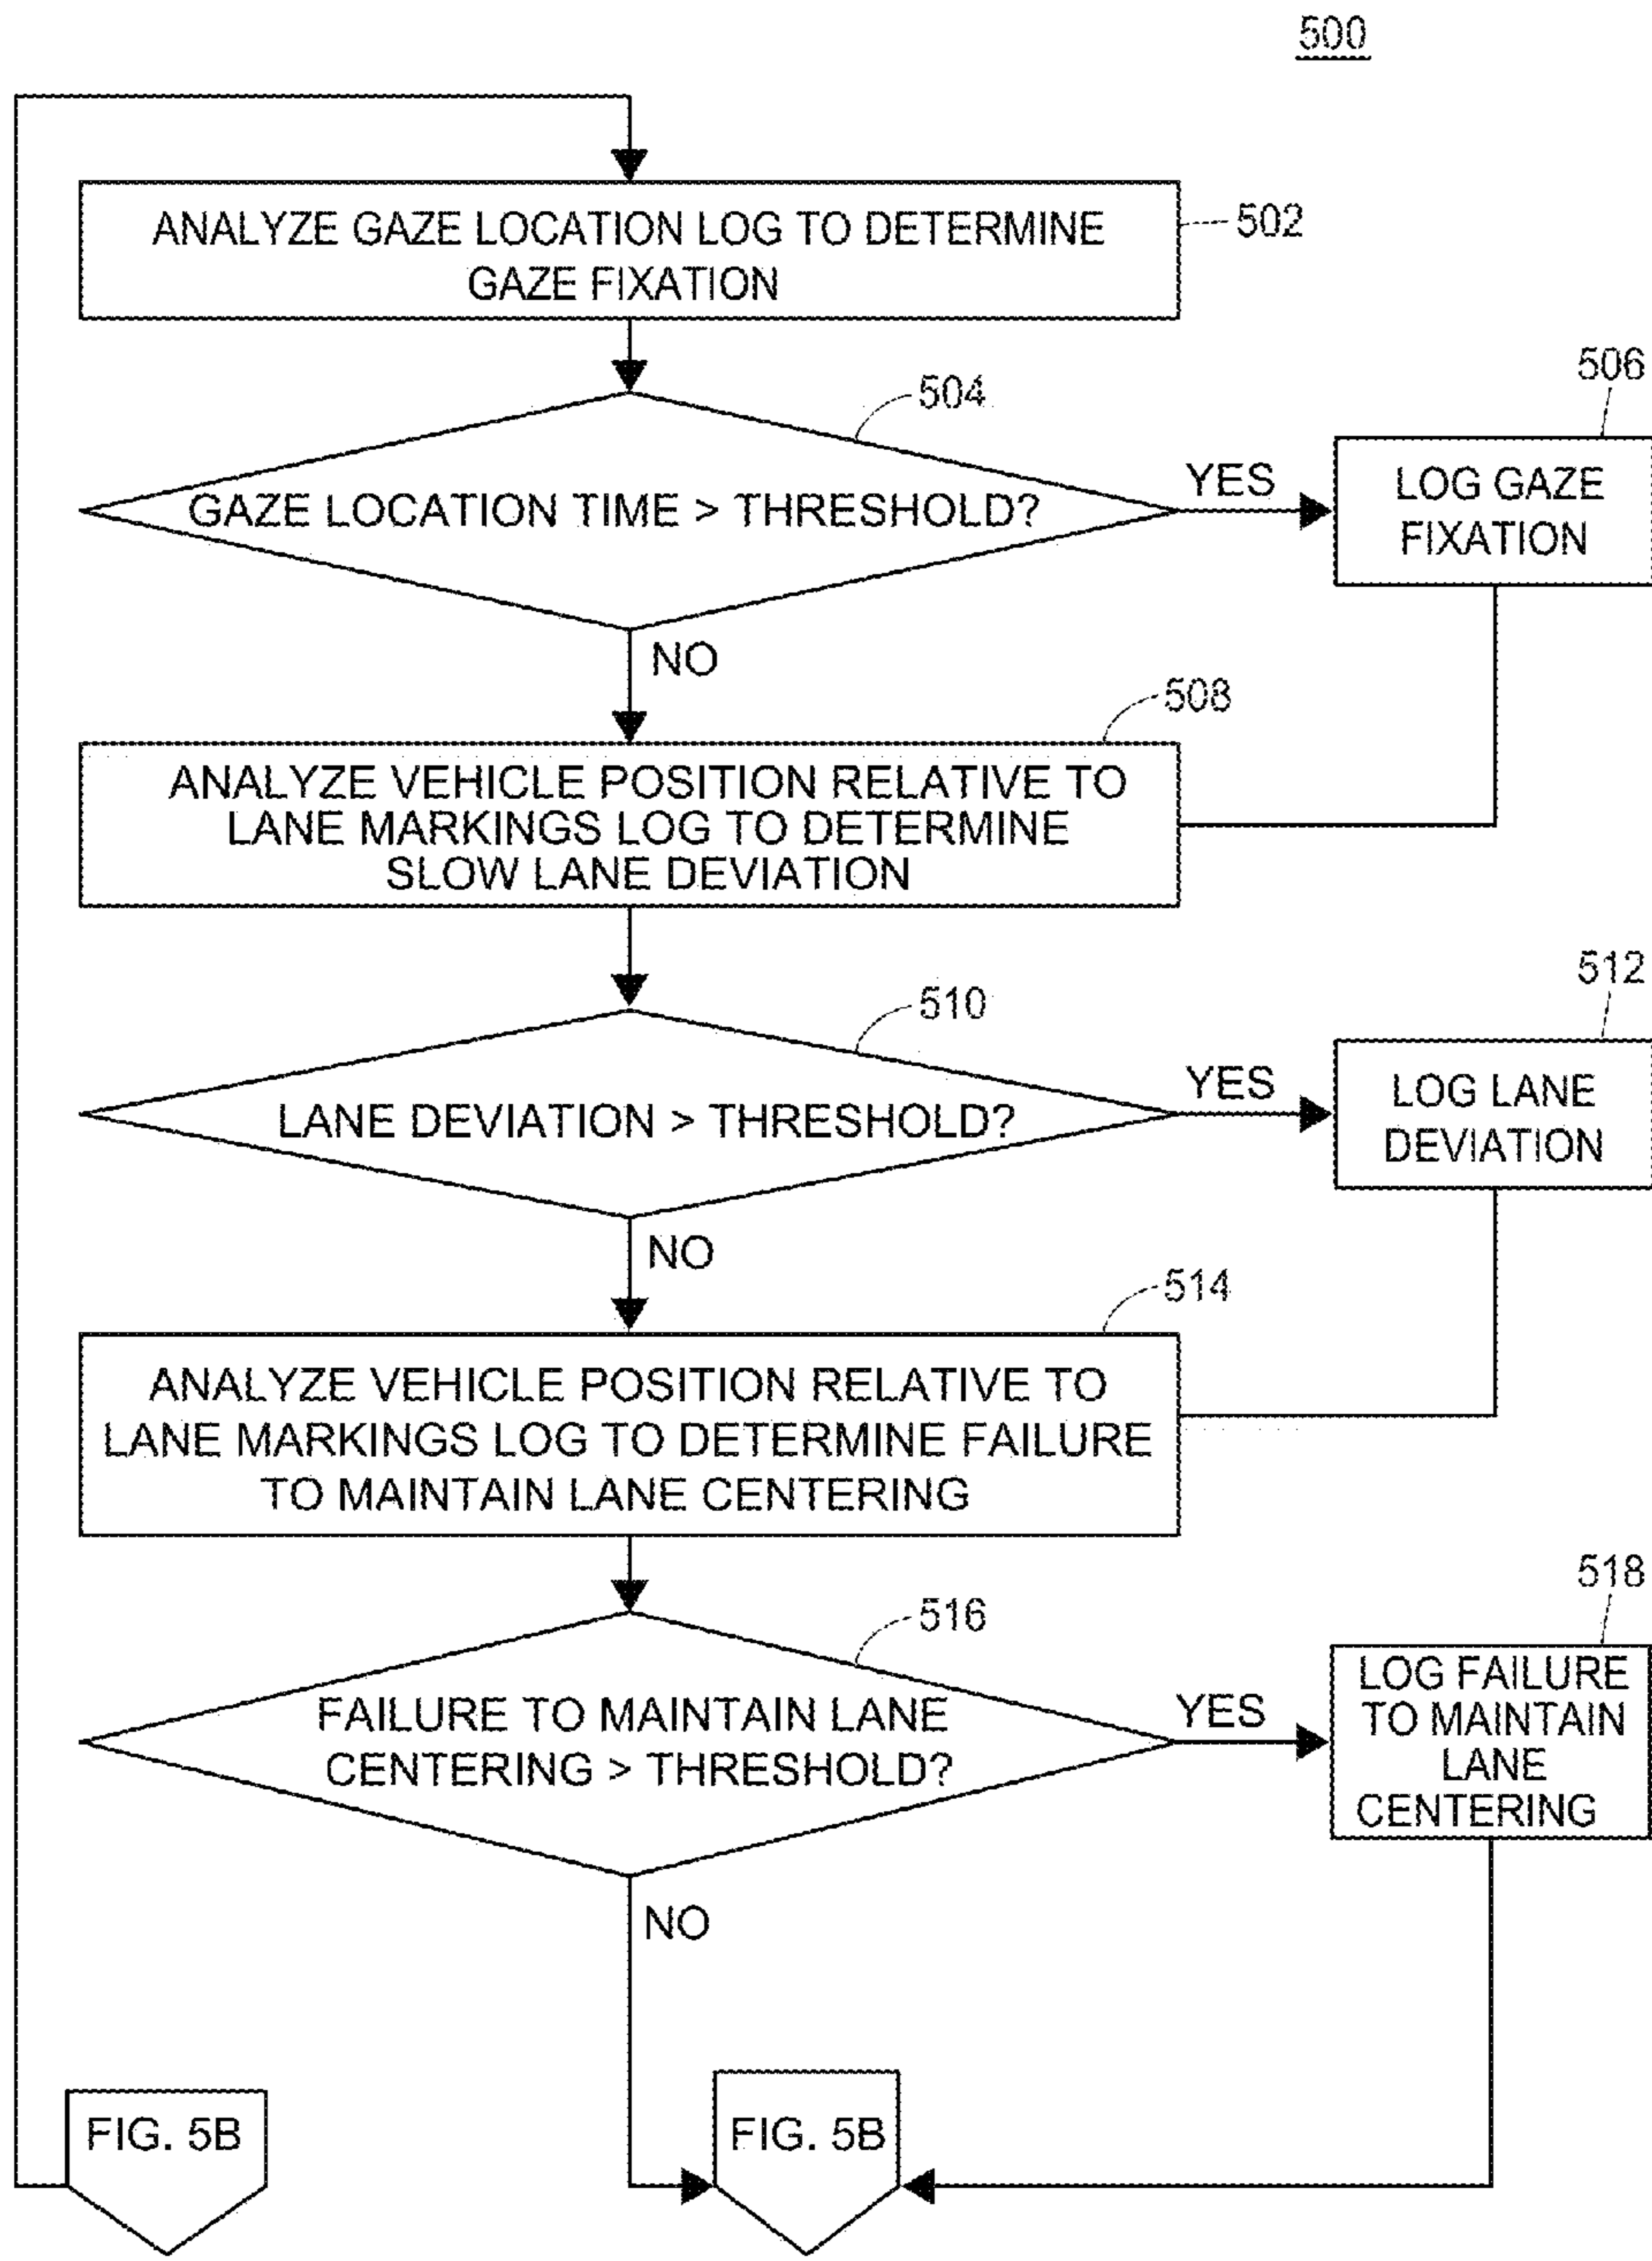 500
ANALYZE GAZE LOCATION LOG TO DETERMINE
GAZE FIXATION
502
504
GAZE LOCATION TIME > THRESHOLD?
YES
506
LOG GAZE
FIXATION
NO
508
ANALYZE VEHICLE POSITION RELATIVE TO
LANE MARKINGS LOG TO DETERMINE
SLOW LANE DEVIATION
510
LANE DEVIATION > THRESHOLD?
YES
512
LOG LANE
DEVIATION
NO
514
ANALYZE VEHICLE POSITION RELATIVE TO
LANE MARKINGS LOG TO DETERMINE FAILURE
TO MAINTAIN LANE CENTERING
516
FAILURE TO MAINTAIN LANE
CENTERING > THRESHOLD?
YES
518
LOG FAILURE
TO MAINTAIN
LANE
CENTERING
NO
FIG. 5B
FIG. 5B